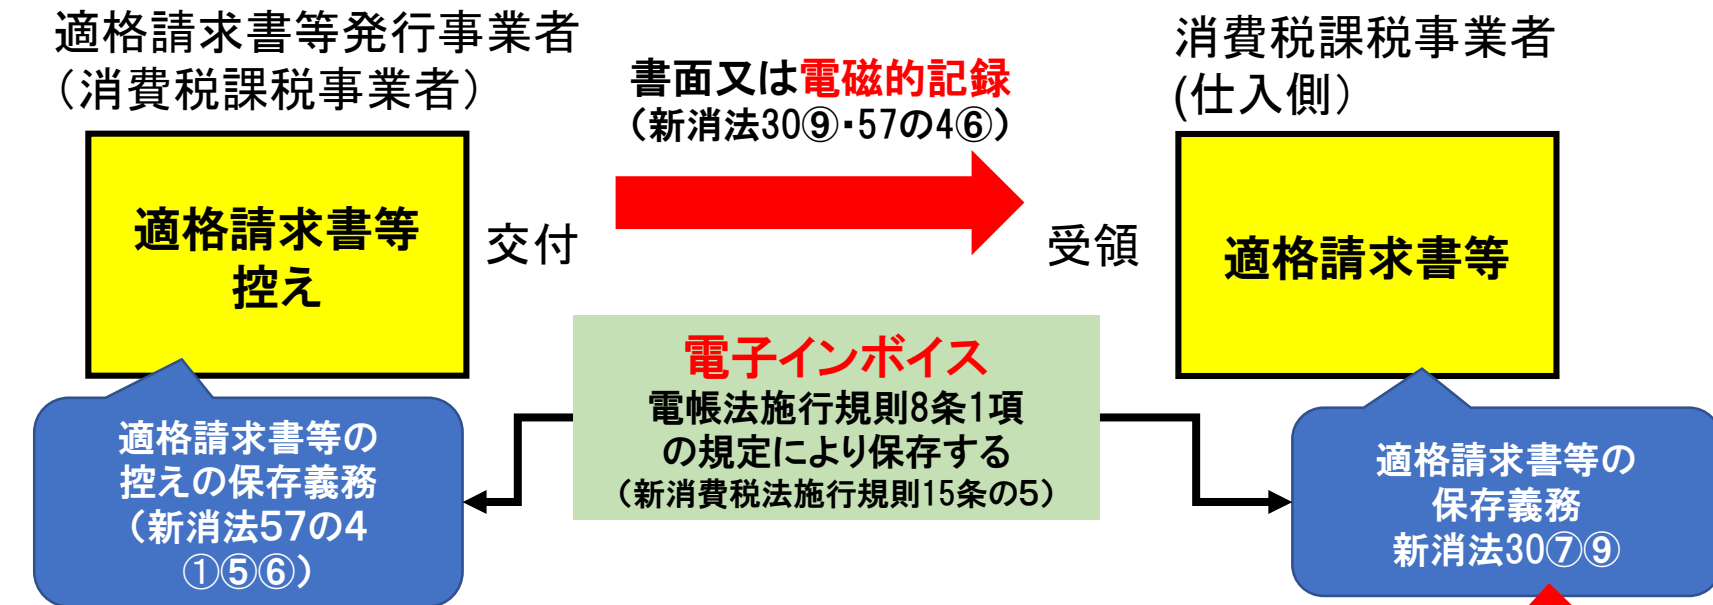 適格請求書等発行事業者
（消費税課税事業者）
書面又は電磁的記録
（新消法30⑨・57の4⑥）
消費税課税事業者
(仕入側）
適格請求書等
控え
交付
受領
適格請求書等
電子インボイス
電帳法施行規則8条1項
の規定により保存する
（新消費税法施行規則15条の5）
適格請求書等の
控えの保存義務
（新消法57の4
①⑤⑥）
適格請求書等の
保存義務
新消法30⑦⑨